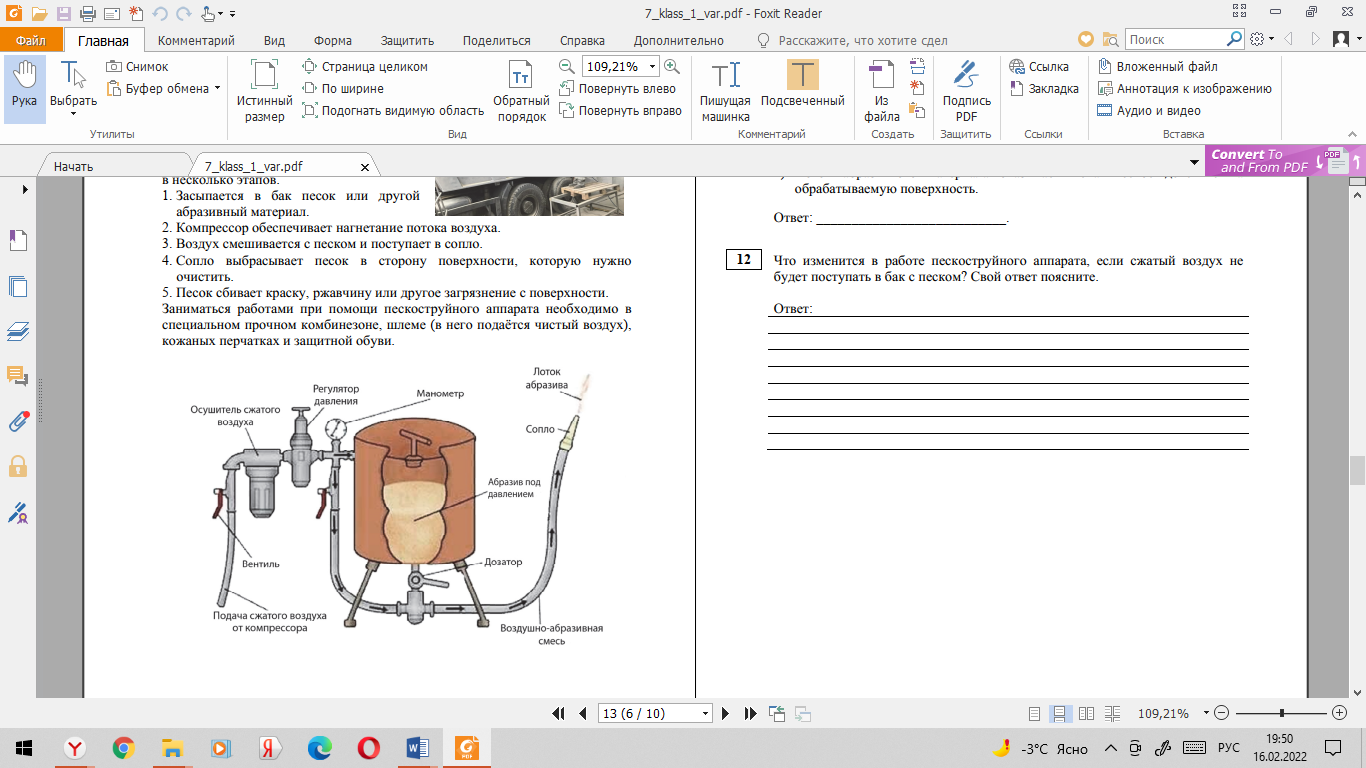 7_klass_1_var.pdf - Foxit Reader
Файл Главная Комментарий Вид Форма Защитить Поделиться Справка Дополнительно Расскажите, что хотите сдел Поиск
Рука
Выбрать
Снимок
Буфер обмена
Утилиты
Истинный размер
Страница целиком
По ширине
Подогнать видимую область
Обратный порядок
109,21%
Повернуть влево
Повернуть вправо
Вид
Пишущая машинка
Подсвеченный
Комментарий
Из файла
Создать
Подпись PDF
Защитить
Ссылка
Закладка
Ссылки
Вложенный файл
Аннотация к изображению
Аудио и видео
Вставка
Начать
7_klass_1_var.pdf
Convert To
and From PDF
PDF
в несколько этапов.
1. Засыпается в бак песок или другой
абразивный материал.
2. Компрессор обеспечивает нагнетание потока воздуха.
3. Воздух смешивается с песком и поступает в сопло.
4. Сопло выбрасывает песок в сторону поверхности, которую нужно
очистить.
5. Песок сбивает краску, ржавчину или другое загрязнение с поверхности.
Заниматься работами при помощи пескоструйного аппарата необходимо в
специальном прочном комбинезоне, шлеме (в него подаётся чистый воздух),
кожаных перчатках и защитной обуви.
Лоток
абразива
Регулятор
давления
Манометр
Осушитель сжатого
воздуха
Сопло
Абразив под
давлением
Вентиль
Дозатор
Подача сжатого воздуха
от компрессора
Воздушно-абразивная
смесь
обрабатываемую поверхность.
Ответ: ___________________________.
12
Что изменится в работе пескоструйного аппарата, если сжатый воздух не
будет поступать в бак с песком? Свой ответ поясните.
Ответ:
13 (6 / 10)
109,21%
-3°C Ясно
РУС
19:50
16.02.2022